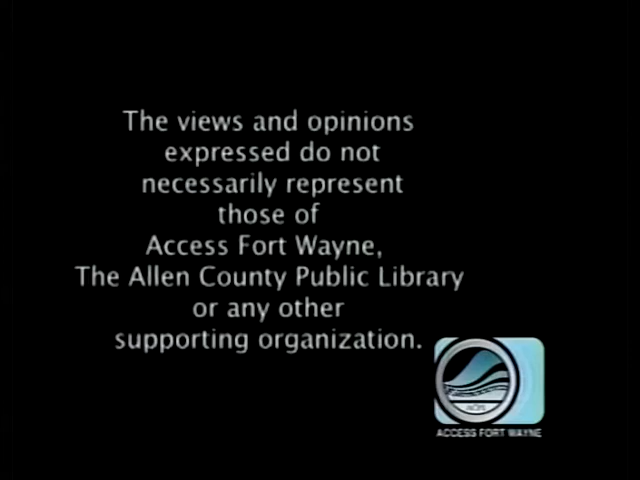 The views and opinions
expressed do not
necessarily represent
those of
Access Fort Wayne,
The Allen County Public Library
or any other
supporting organization.
ACCESS FORT WAYNE